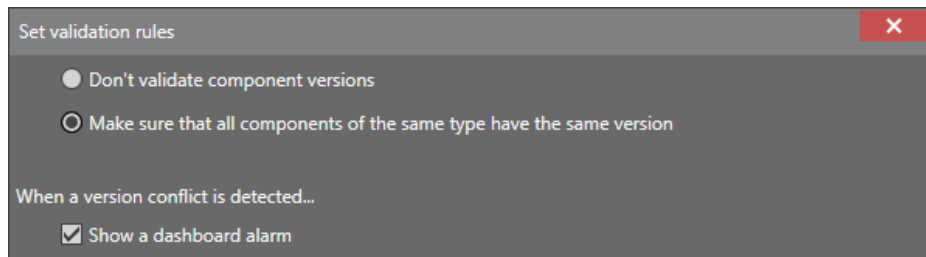 Set validation rules
Don't validate component versions
Make sure that all components of the same type have the same version
When a version conflict is detected...
Show a dashboard alarm